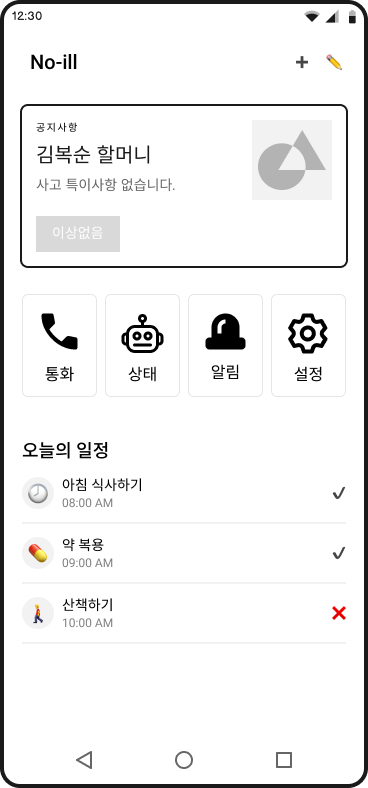 12:30
No-ill
공지사항
김복순 할머니
사고 특이사항 없습니다.
이상없음
통화 상태 알림 설정
오늘의 일정
아침 식사하기
08:00 AM
약 복용
09:00 AM
산책하기
10:00 AM